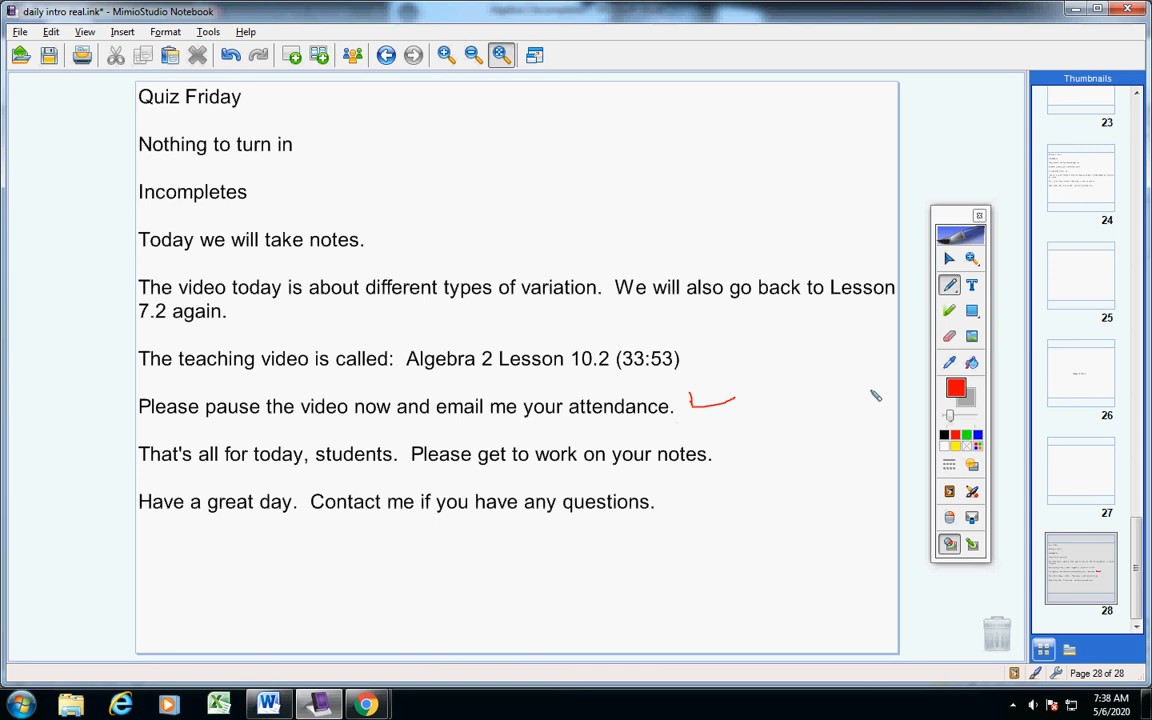 daily intro real.ink* - MimioStudio Notebook
File Edit View Insert Format Tools Help
Quiz Friday
Nothing to turn in
Incompletes
Today we will take notes.
The video today is about different types of variation.  We will also go back to Lesson
7.2 again.
The teaching video is called:  Algebra 2 Lesson 10.2 (33:53)
Please pause the video now and email me your attendance.
That's all for today, students.  Please get to work on your notes.
Have a great day.  Contact me if you have any questions.
Thumbnails
23
24
25
26
27
28
Page 28 of 28
7:38 AM
5/6/2020